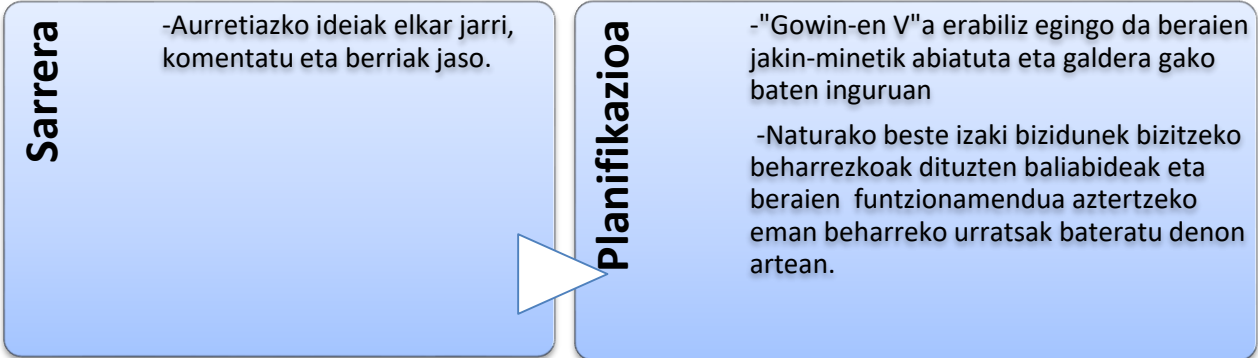 Sarrera
-Aurretiazko ideiak elkar jarri,
komentatu eta berriak jaso.
Planifikazioa
-"Gowin-en V"a erabiliz egingo da beraien
jakin-minetik abiatuta eta galdera gako
baten inguruan
-Naturako beste izaki bizidunek bizitzeko
beharrezkoak dituzten baliabideak eta
beraien funtzionamendua aztertzeko
eman beharreko urratsak bateratu denon
artean.